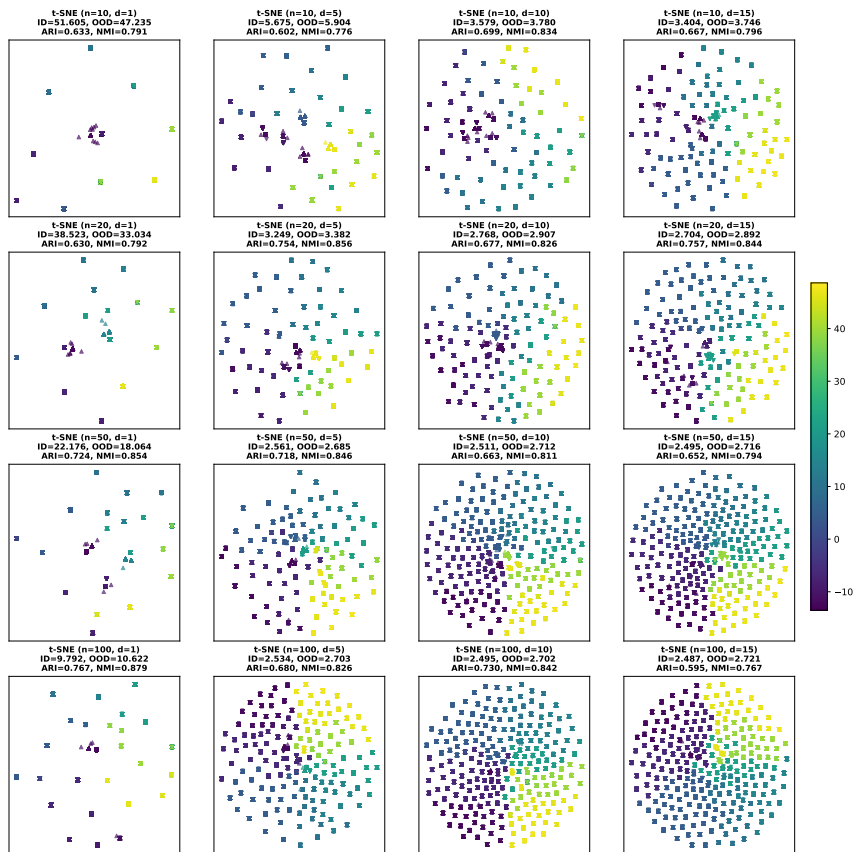 t-SNE (n=10, d=1)
ID=51.605, OOD=47.235
ARI=0.633, NMI=0.791
t-SNE (n=10, d=5)
ID=5.675, OOD=5.904
ARI=0.602, NMI=0.776
t-SNE (n=10, d=10)
ID=3.579, OOD=3.780
ARI=0.699, NMI=0.834
t-SNE (n=10, d=15)
ID=3.404, OOD=3.746
ARI=0.667, NMI=0.796
t-SNE (n=20, d=1)
ID=38.523, OOD=33.034
ARI=0.630, NMI=0.792
t-SNE (n=20, d=5)
ID=3.249, OOD=3.382
ARI=0.754, NMI=0.856
t-SNE (n=20, d=10)
ID=2.768, OOD=2.907
ARI=0.677, NMI=0.826
t-SNE (n=20, d=15)
ID=2.704, OOD=2.892
ARI=0.757, NMI=0.844
t-SNE (n=50, d=1)
ID=22.176, OOD=18.064
ARI=0.724, NMI=0.854
t-SNE (n=50, d=5)
ID=2.561, OOD=2.685
ARI=0.718, NMI=0.846
t-SNE (n=50, d=10)
ID=2.511, OOD=2.712
ARI=0.663, NMI=0.811
t-SNE (n=50, d=15)
ID=2.495, OOD=2.716
ARI=0.652, NMI=0.794
t-SNE (n=100, d=1)
ID=9.792, OOD=10.622
ARI=0.767, NMI=0.879
t-SNE (n=100, d=5)
ID=2.534, OOD=2.703
ARI=0.680, NMI=0.826
t-SNE (n=100, d=10)
ID=2.495, OOD=2.702
ARI=0.730, NMI=0.842
t-SNE (n=100, d=15)
ID=2.487, OOD=2.721
ARI=0.595, NMI=0.767
40
30
20
10
0
−10